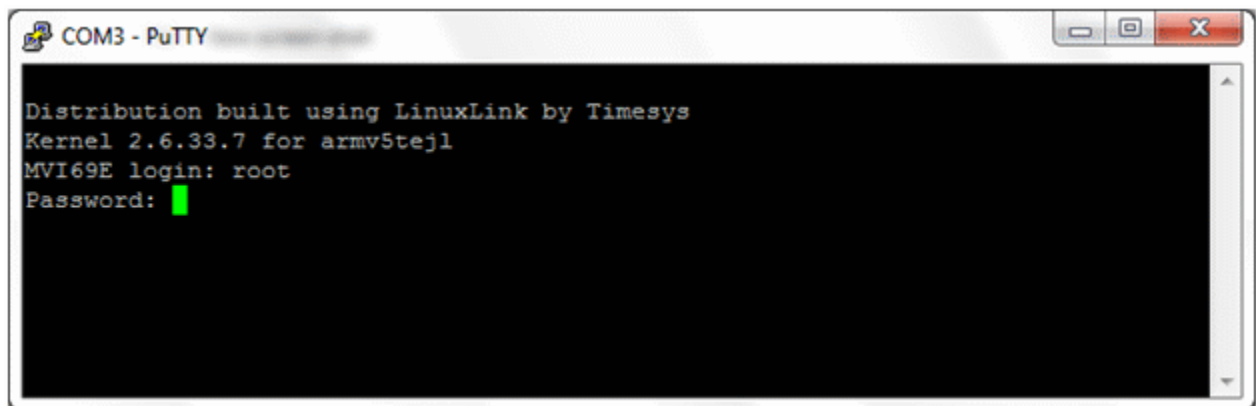 COM3 - PuTTY
Distribution built using LinuxLink by Timesys
Kernel 2.6.33.7 for armv5tejl
MVI69E login: root
Password: